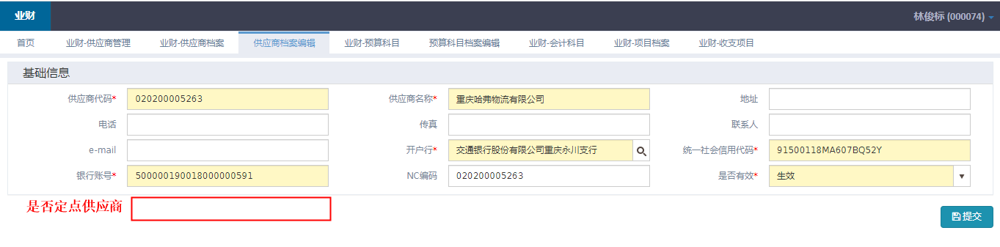 业财
林俊标 (000074)
首页 业财-供应商管理 业财-供应商档案 供应商档案编辑 业财-预算科目 预算科目档案编辑 业财-会计科目 业财-项目档案 业财-收支项目
基础信息
供应商代码* 020200005263 供应商名称* 重庆哈弗物流有限公司 地址
电话 传真 联系人
e-mail 开户行* 交通银行股份有限公司重庆永川支行 统一社会信用代码* 91500118MA607BQ52Y
银行账号* 500000190018000000591 NC编码 020200005263 是否有效* 生效
是否定点供应商
提交